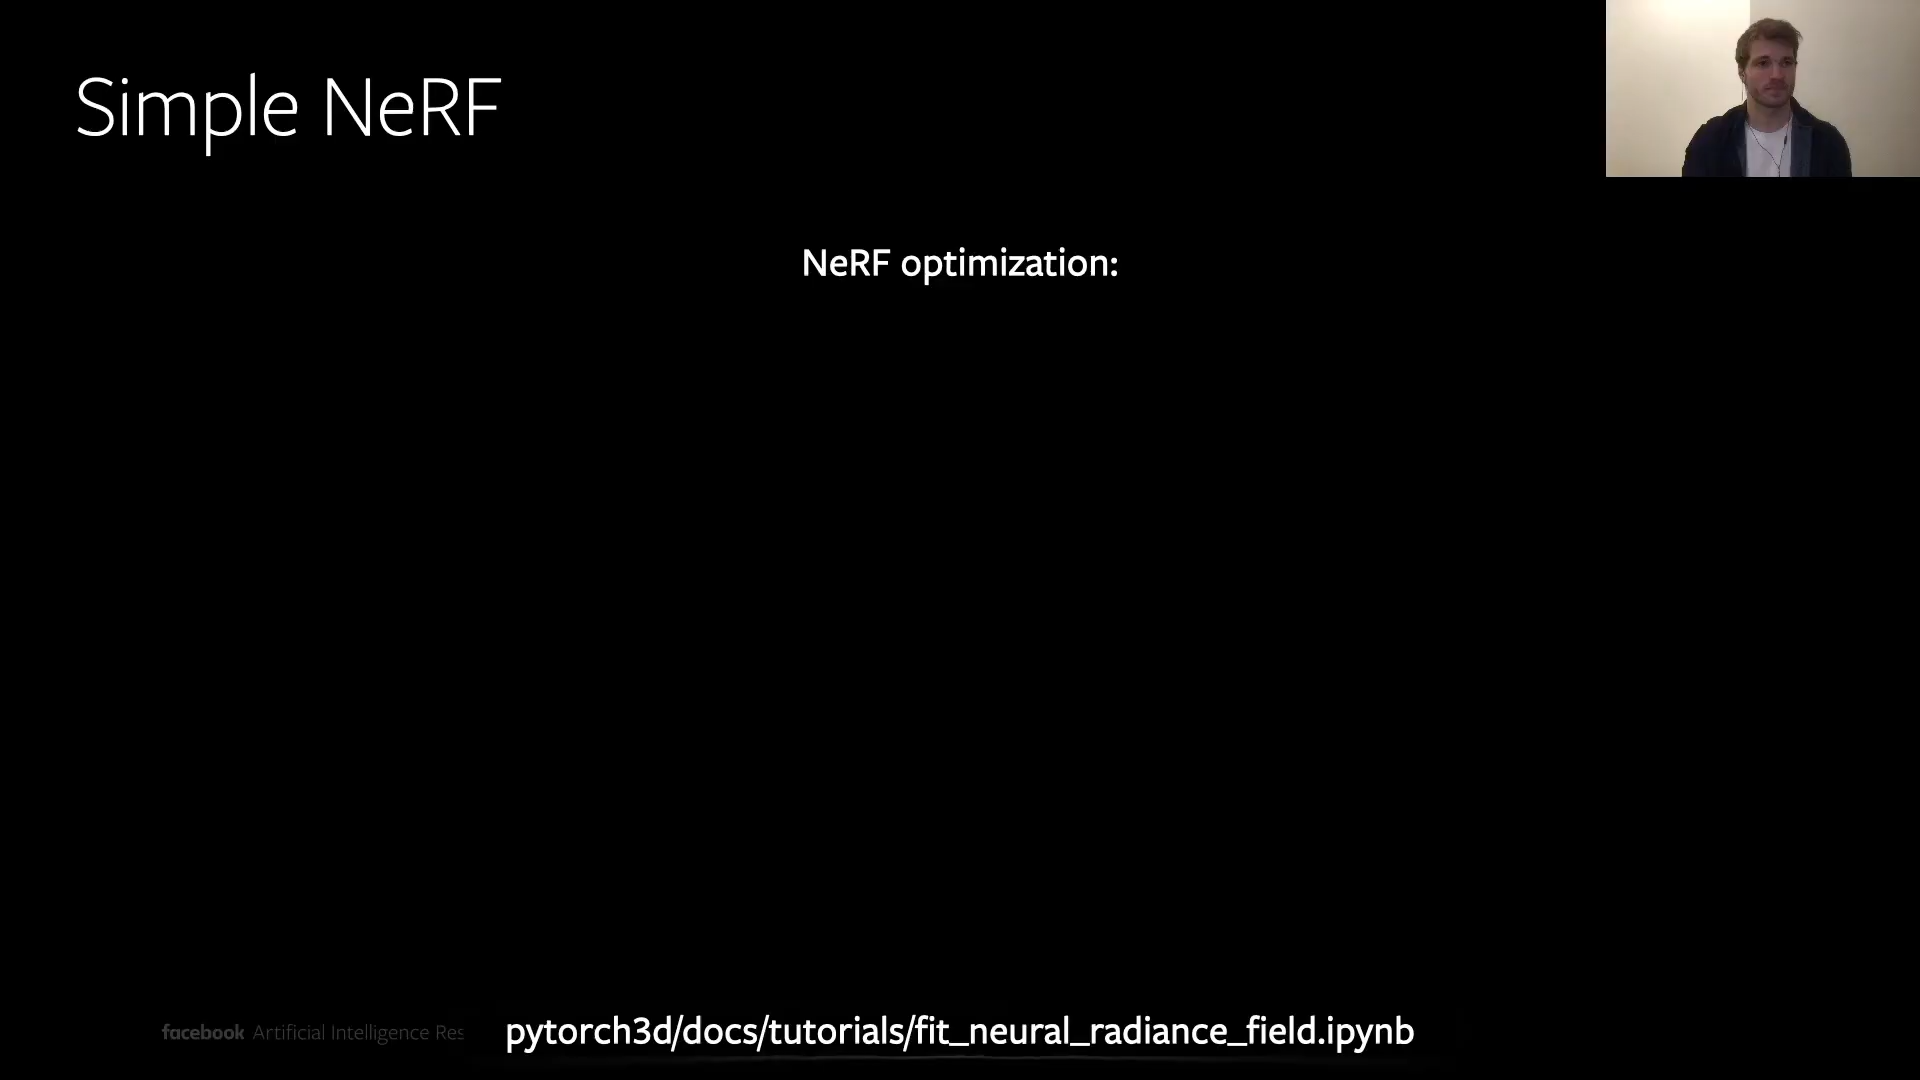 Simple NeRF
NeRF optimization:
facebook Artificial Intelligence Res
pytorch3d/docs/tutorials/fit_neural_radiance_field.ipynb